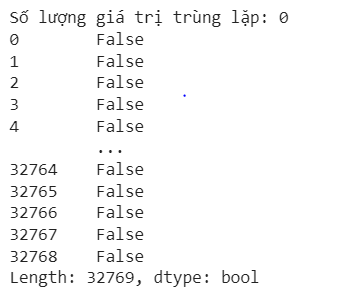 Số lượng giá trị trùng lặp: 0
0        False
1        False
2        False
3        False
4        False
         ...
32764    False
32765    False
32766    False
32767    False
32768    False
Length: 32769, dtype: bool